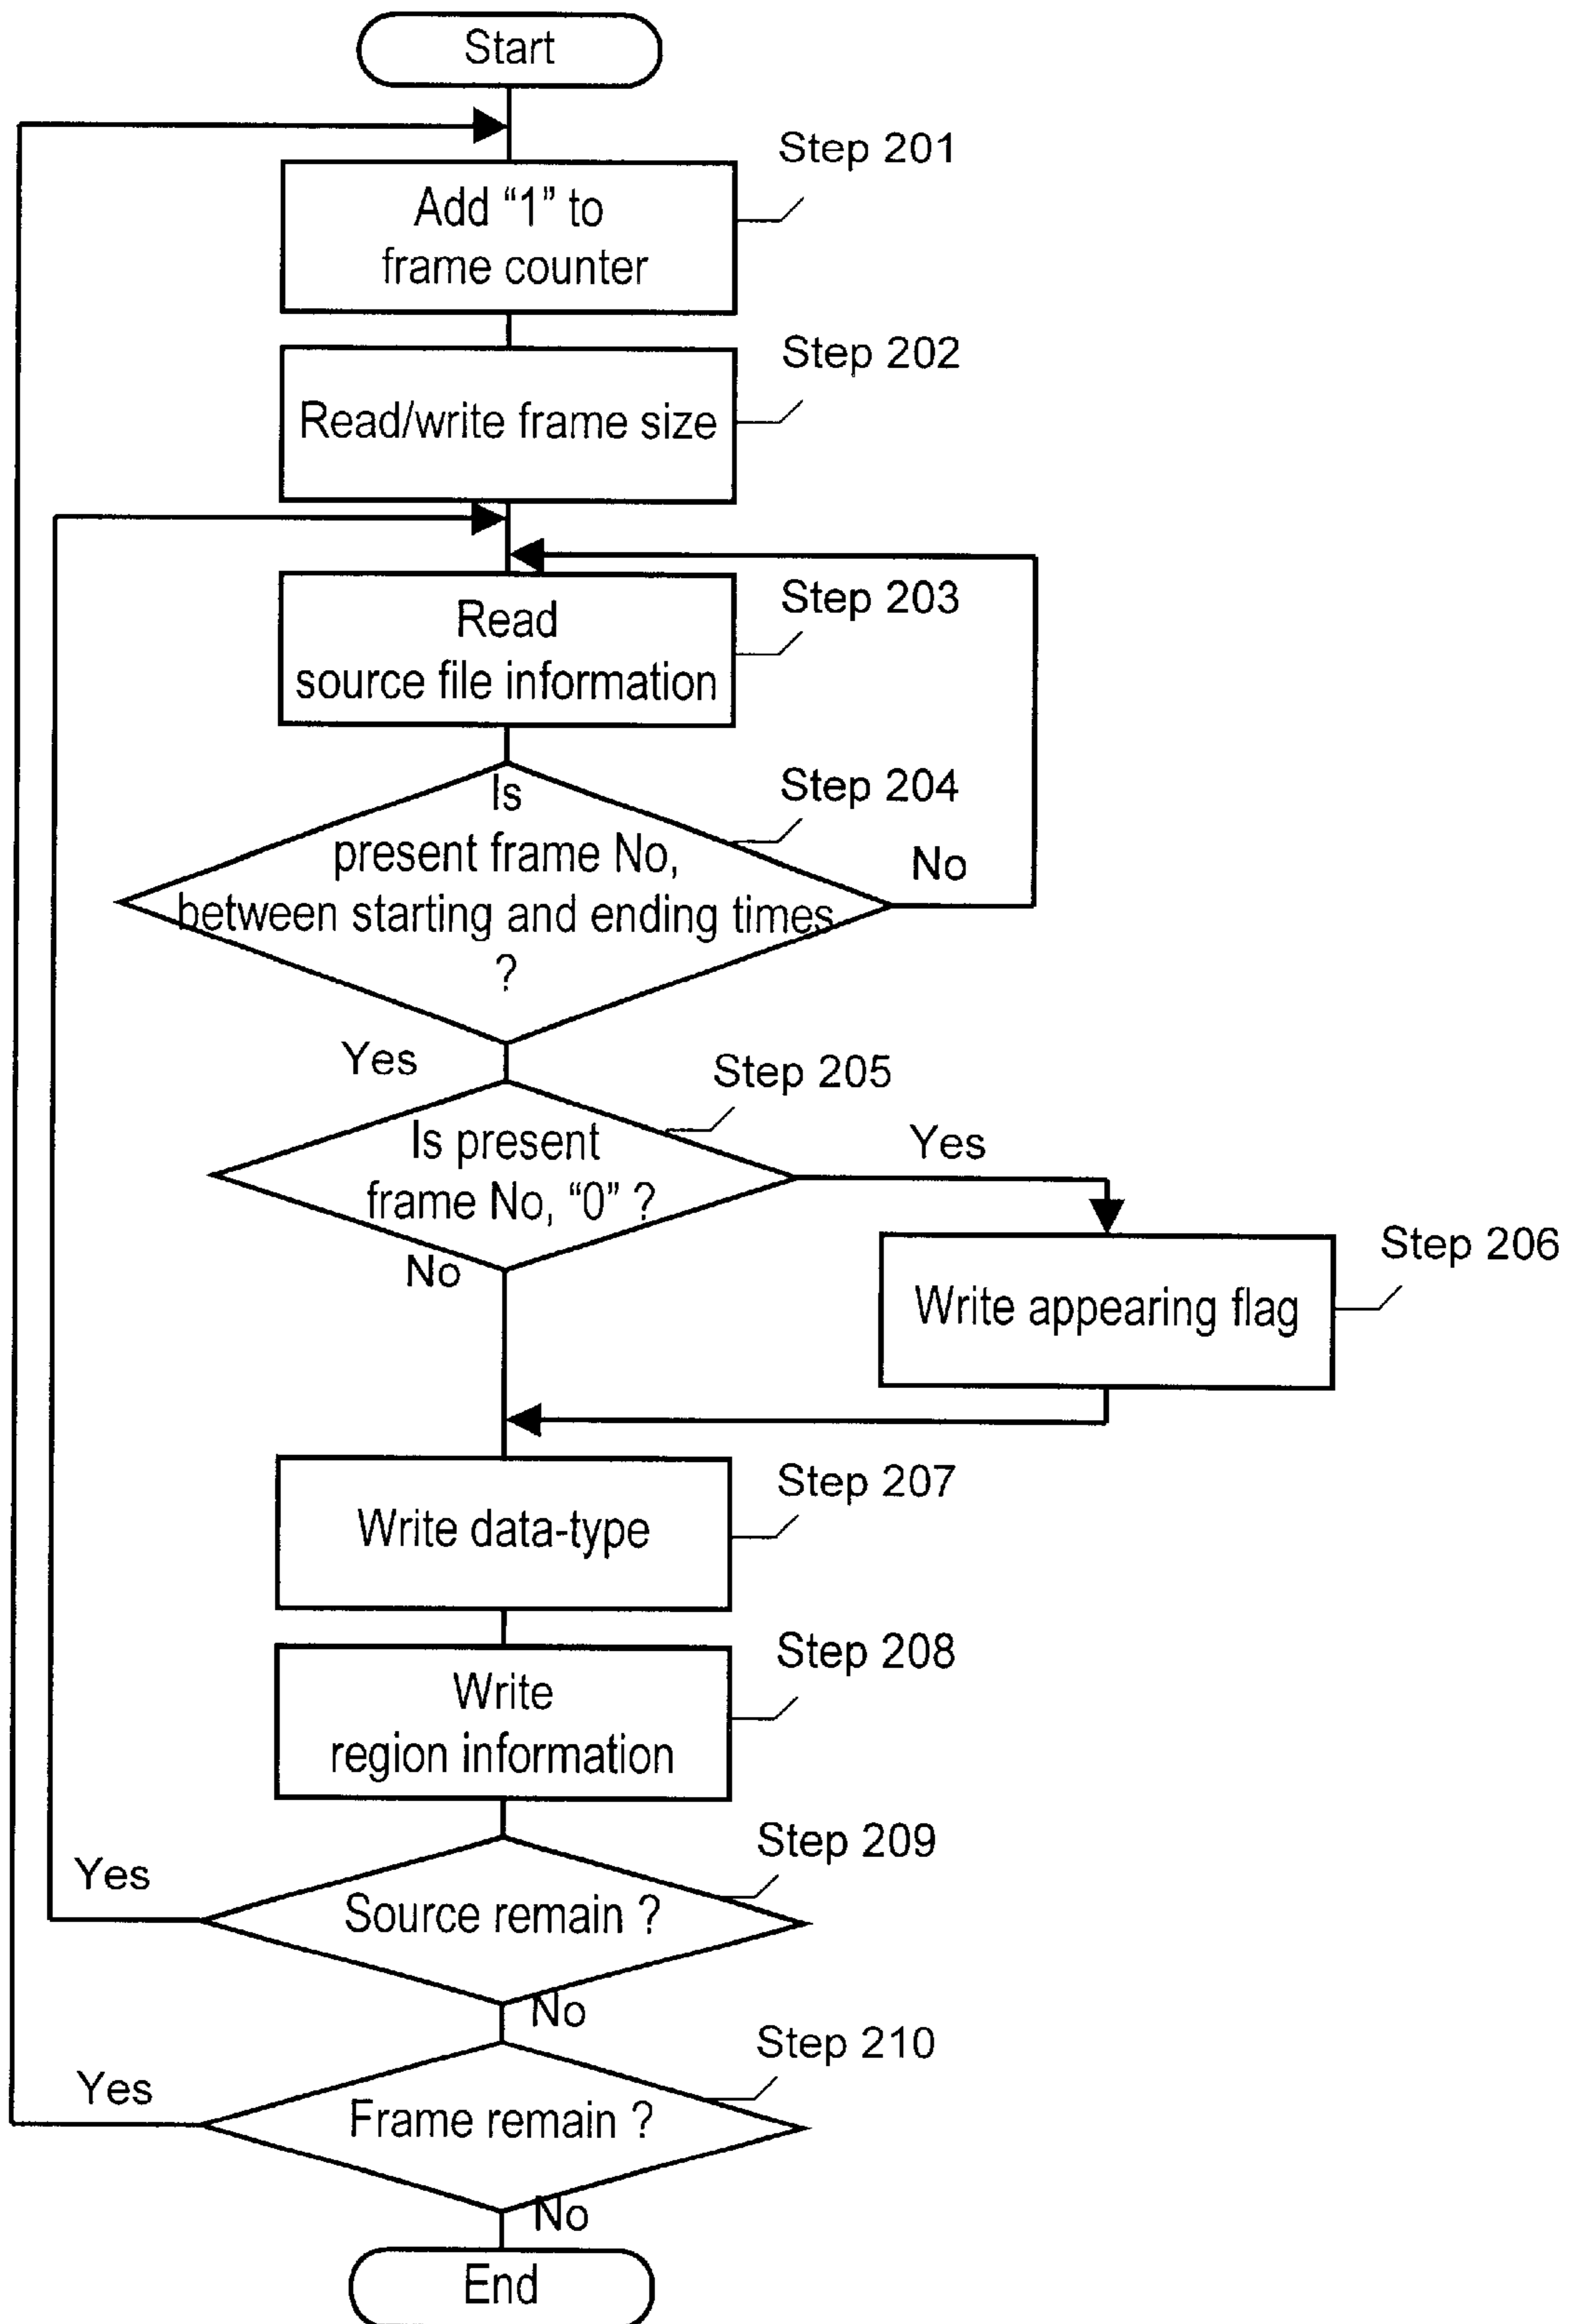 Start
Step 201
Add “1” to
frame counter
Step 202
Read/write frame size
Step 203
Read
source file information
Step 204
Is
present frame No,
between starting and ending times
?
No
Yes
Step 205
Is present
frame No, “0” ?
Yes
No
Step 206
Write appearing flag
Step 207
Write data-type
Step 208
Write
region information
Step 209
Yes
Source remain ?
No
Step 210
Yes
Frame remain ?
No
End